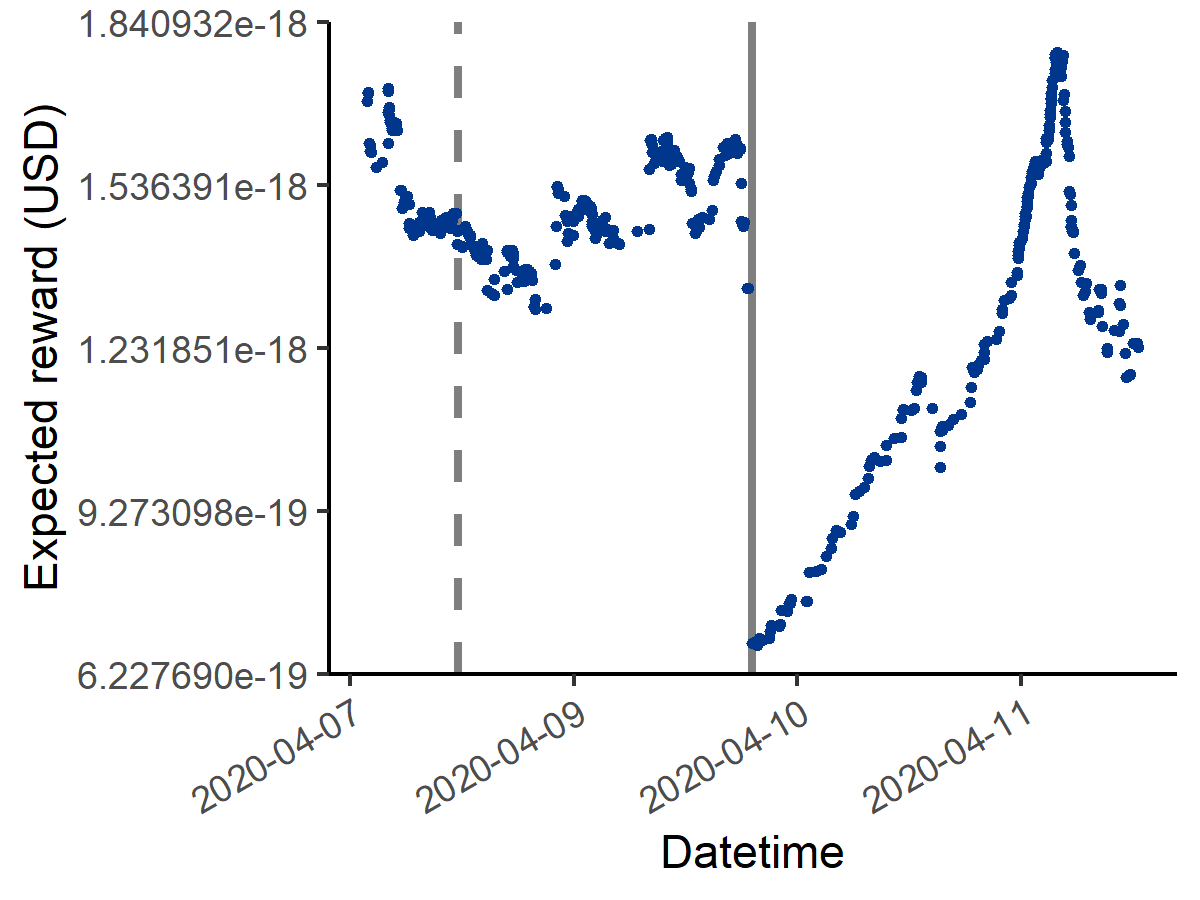 Expected reward (USD)
1.840932e-18
1.536391e-18
1.231851e-18
9.273098e-19
6.227690e-19
2020-04-07
2020-04-09
2020-04-10
2020-04-11
Datetime